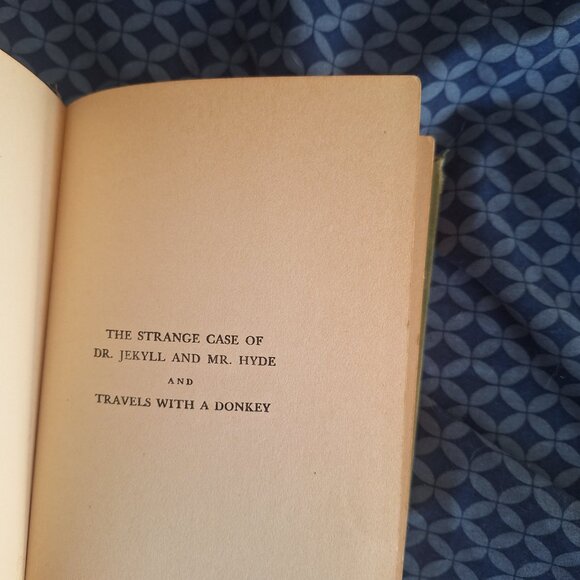 THE STRANGE CASE OF
DR. JEKYLL AND MR. HYDE
AND
TRAVELS WITH A DONKEY